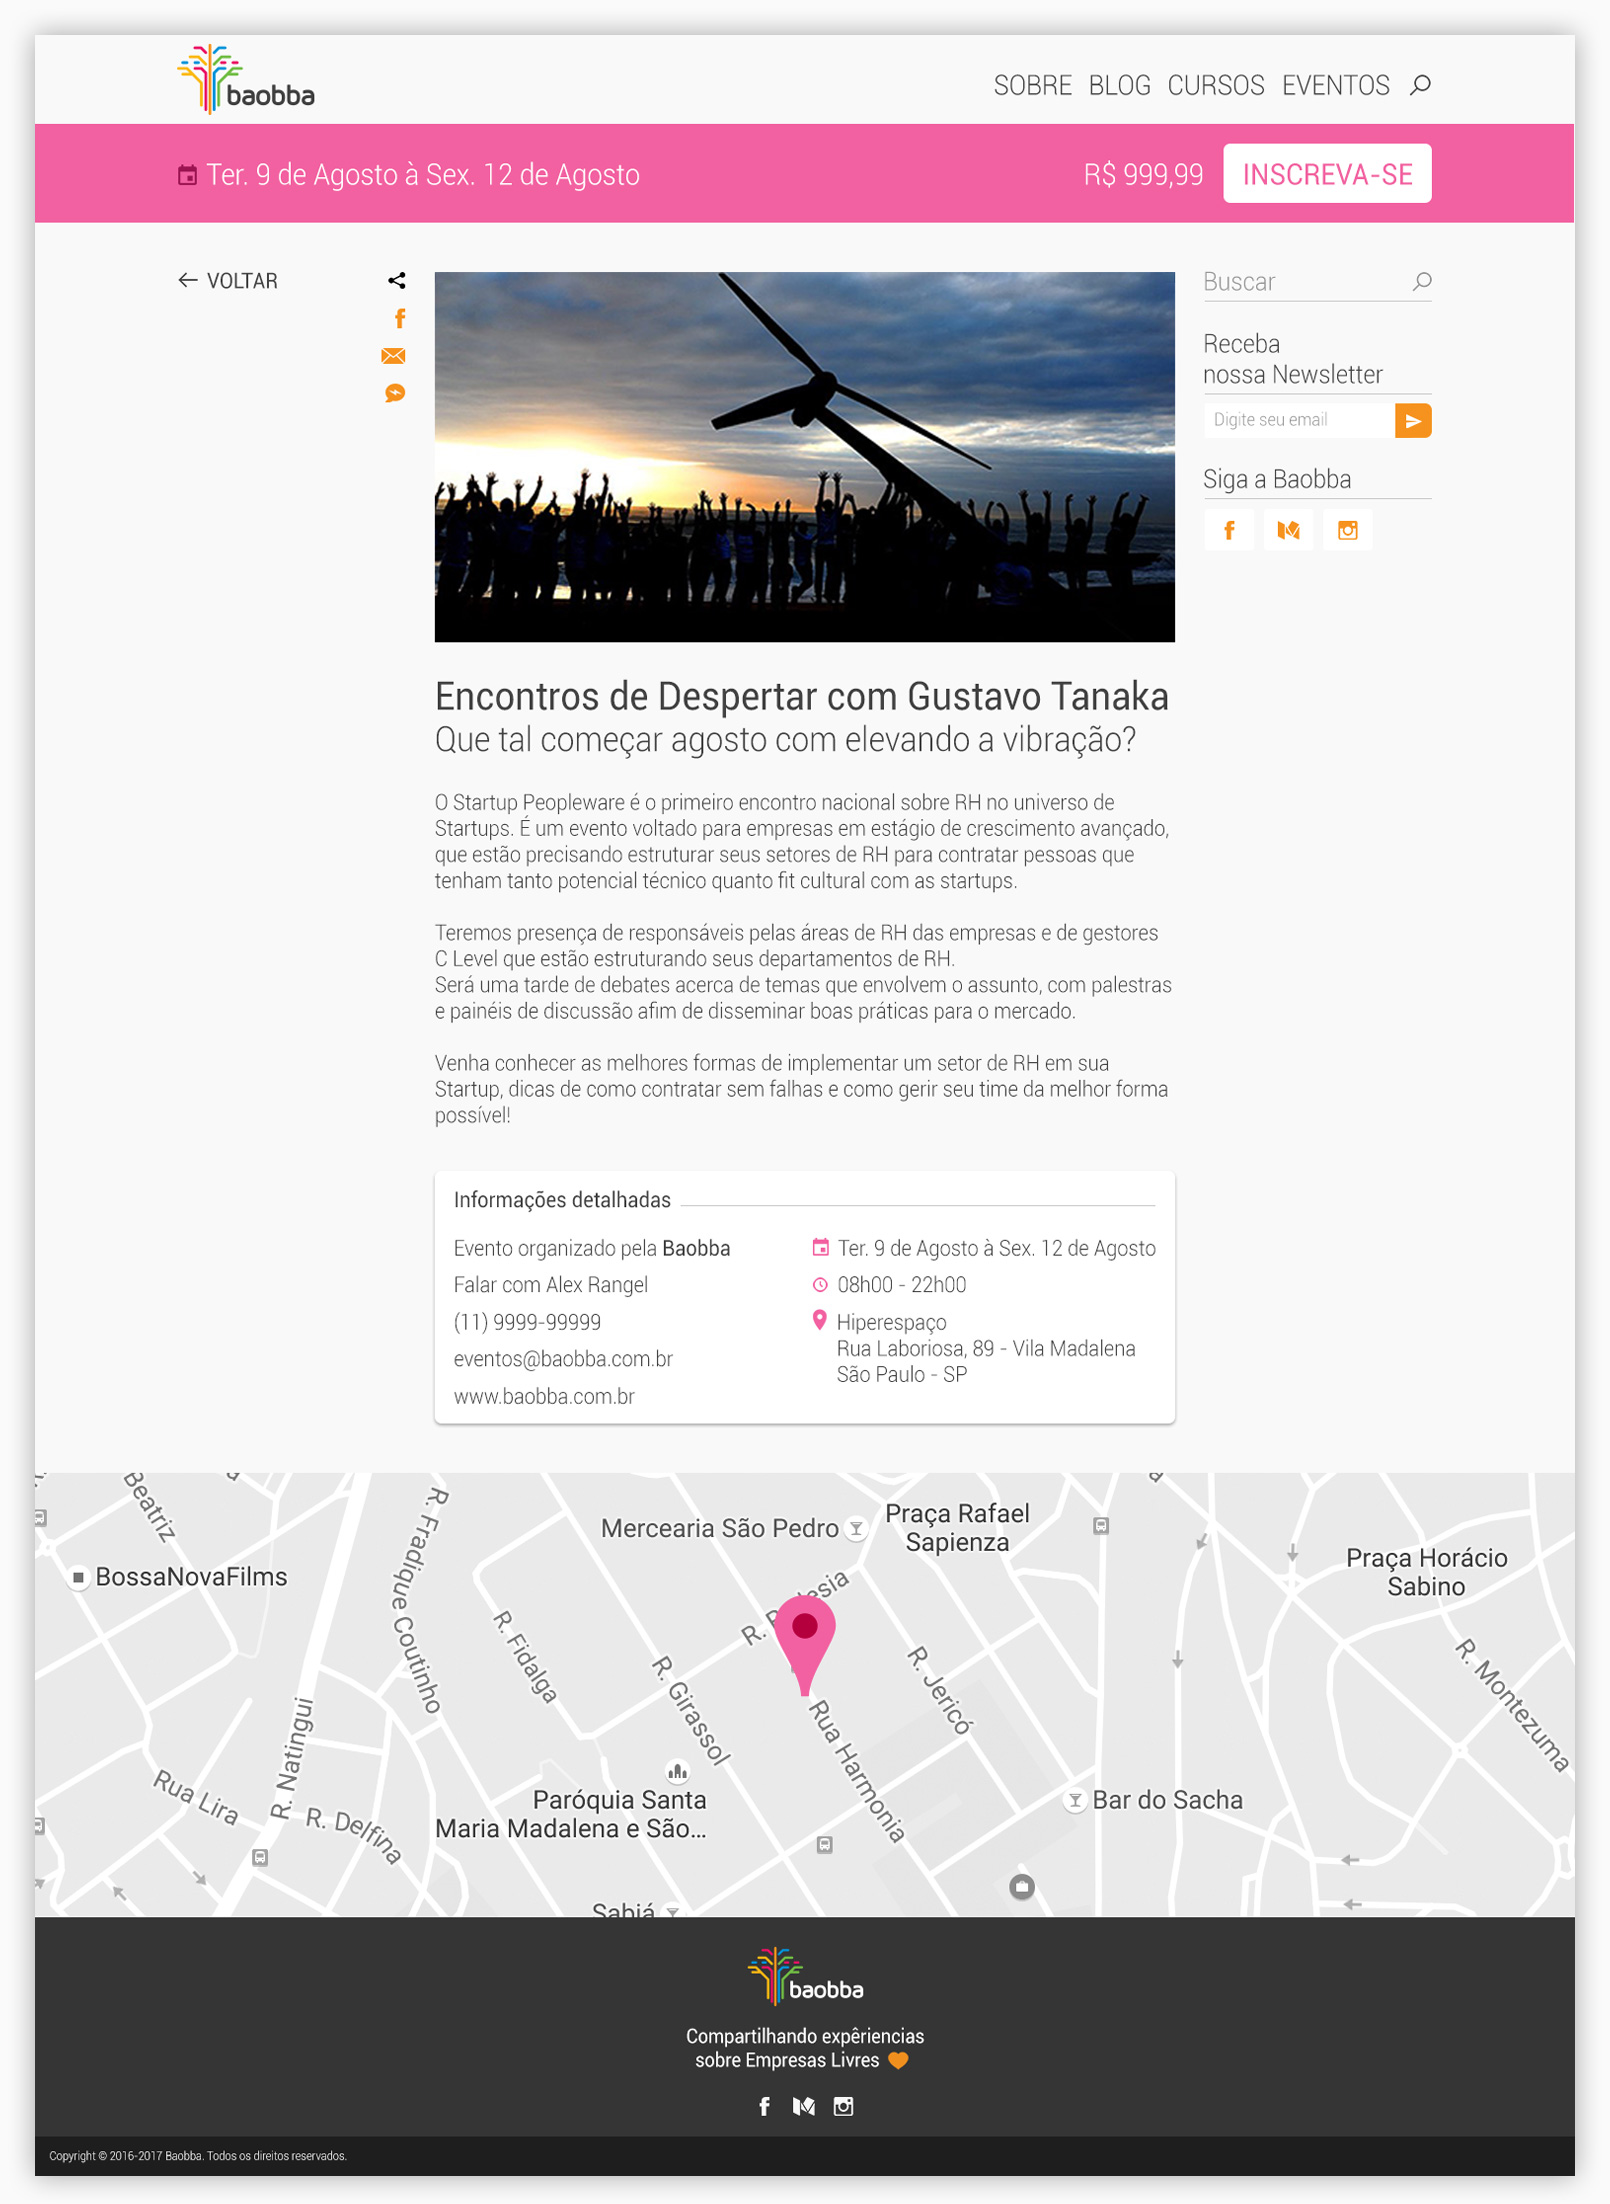 baobba
SOBRE BLOG CURSOS EVENTOS
Ter. 9 de Agosto à Sex. 12 de Agosto
R$ 999,99 INSCREVA-SE
VOLTAR
Buscar
Receba
nossa Newsletter
Digite seu email
Siga a Baobba
Encontros de Despertar com Gustavo Tanaka
Que tal começar agosto com elevando a vibração?
O Startup Peopleware é o primeiro encontro nacional sobre RH no universo de
Startups. É um evento voltado para empresas em estágio de crescimento avançado,
que estão precisando estruturar seus setores de RH para contratar pessoas que
tenham tanto potencial técnico quanto fit cultural com as startups.
Teremos presença de responsáveis pelas áreas de RH das empresas e de gestores
C Level que estão estruturando seus departamentos de RH.
Será uma tarde de debates acerca de temas que envolvem o assunto, com palestras
e painéis de discussão afim de disseminar boas práticas para o mercado.
Venha conhecer as melhores formas de implementar um setor de RH em sua
Startup, dicas de como contratar sem falhas e como gerir seu time da melhor forma
possível!
Informações detalhadas
Evento organizado pela Baobba
Falar com Alex Rangel
(11) 9999-99999
eventos@baobba.com.br
www.baobba.com.br
Ter. 9 de Agosto à Sex. 12 de Agosto
08h00 - 22h00
Hiperespaço
Rua Laboriosa, 89 - Vila Madalena
São Paulo - SP
Beatriz
R. Fradique Coutinho
Mercearia São Pedro
Praça Rafael
Sapienza
Praça Horácio
Sabino
BossaNovaFilms
R. Fidalga
R. Girassol
R. Jericó
R. Montezuma
R. Natingui
Rua Harmonia
Rua Lira
R. Delfina
Paróquia Santa
Maria Madalena e São...
Bar do Sacha
Sabiá
baobba
Compartilhando expêriencias
sobre Empresas Livres
Copyright © 2016-2017 Baobba. Todos os direitos reservados.